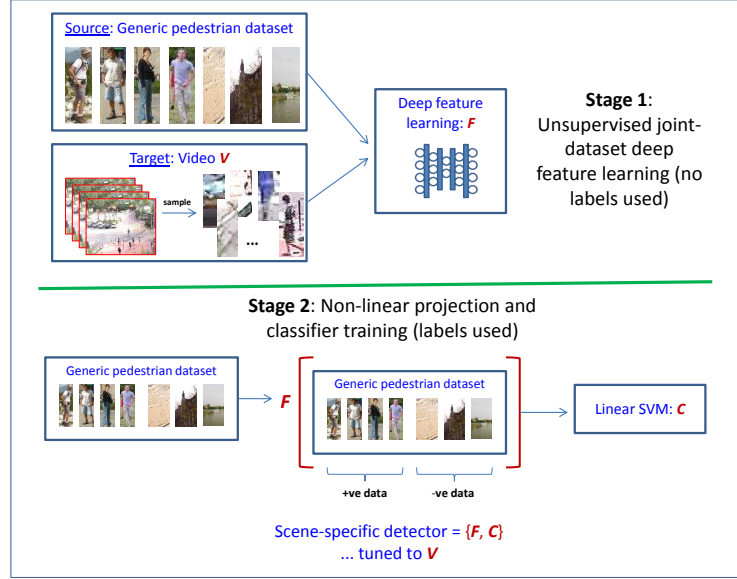 Source: Generic pedestrian dataset
Target: Video V
sample
...
Deep feature
learning: F
Stage 1:
Unsupervised joint-
dataset deep
feature learning (no
labels used)
Stage 2: Non-linear projection and
classifier training (labels used)
Generic pedestrian dataset
F
Generic pedestrian dataset
+ve data
-ve data
Linear SVM: C
Scene-specific detector = {F, C}
... tuned to V